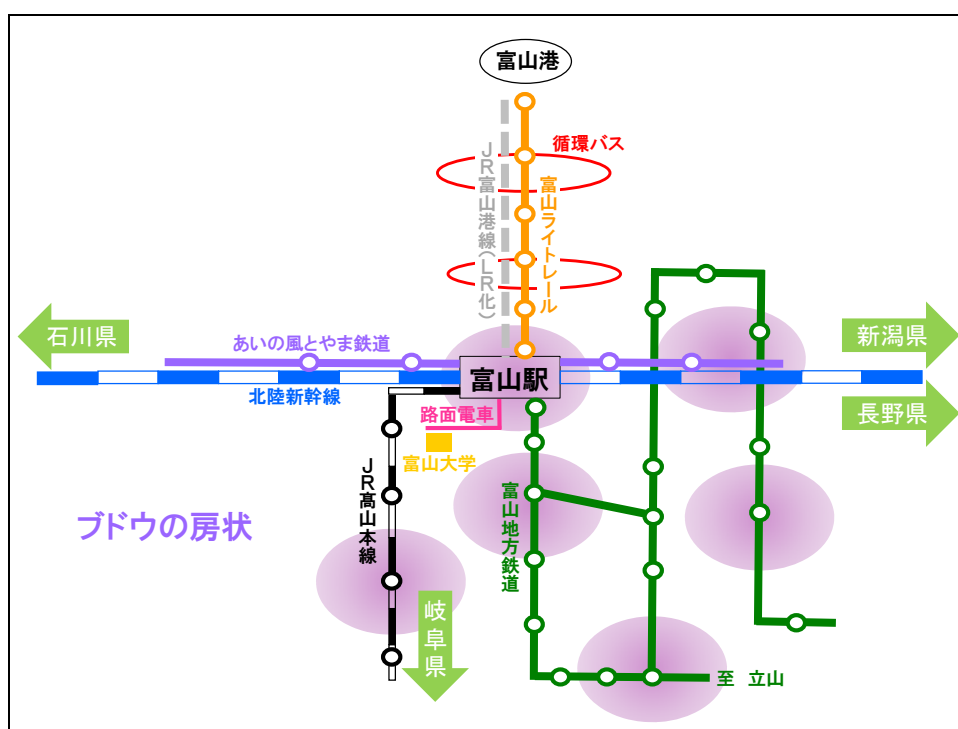 富山港
循環バス
JR富山港線(LR化)
富山ライトレール
石川県
新潟県
あいの風とやま鉄道
富山駅
北陸新幹線
長野県
路面電車
富山大学
JR髙山本線
富山地方鉄道
ブドウの房状
岐阜県
至 立山